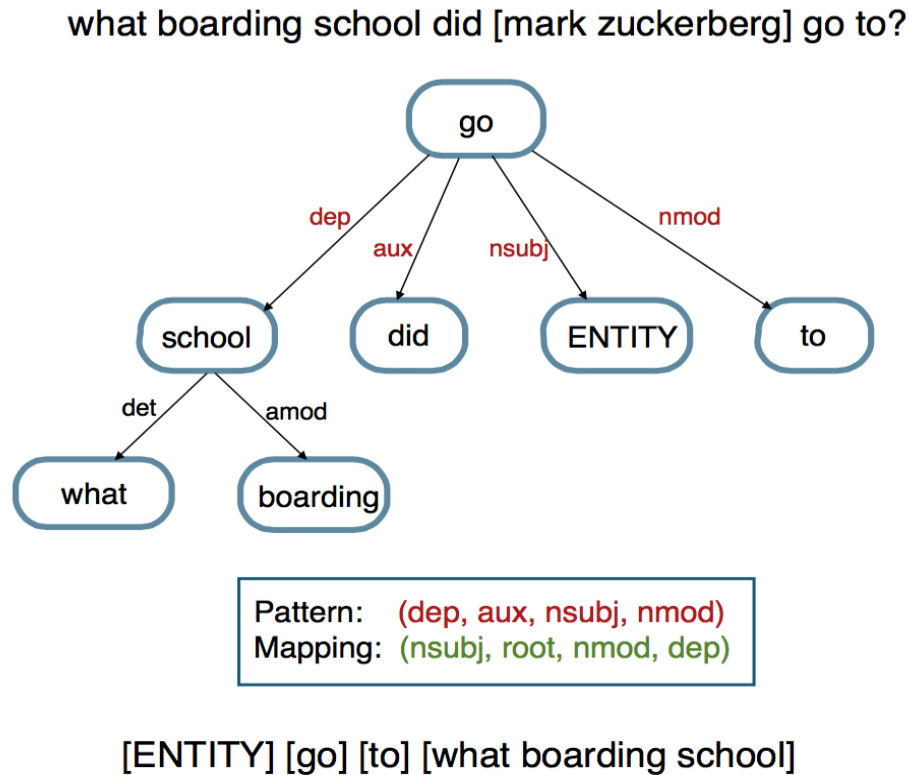 what boarding school did [mark zuckerberg] go to?
go
dep
aux
nsubj
nmod
school
did
ENTITY
to
det
amod
what
boarding
Pattern: (dep, aux, nsubj, nmod)
Mapping: (nsubj, root, nmod, dep)
[ENTITY] [go] [to] [what boarding school]